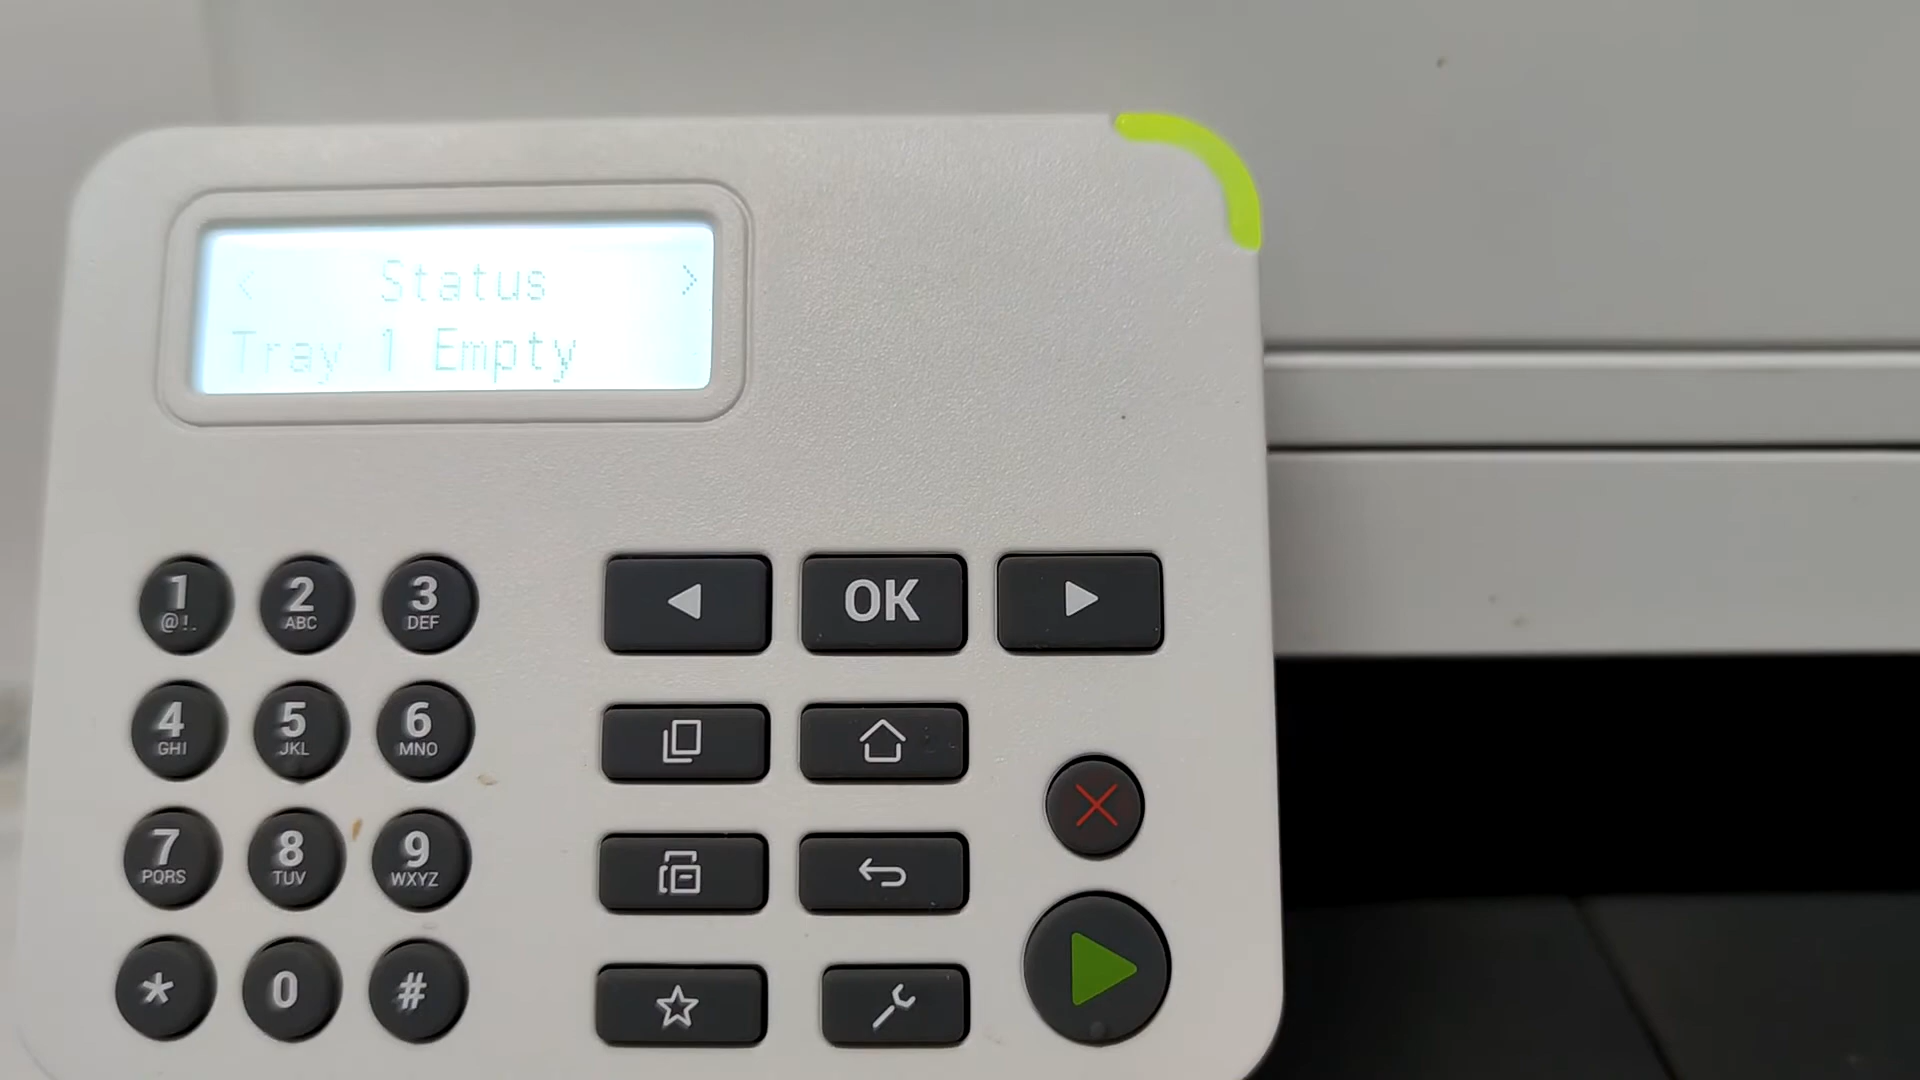 < Status >
Tray 1 Empty
1 2 3
@!. ABC DEF
OK
4 5 6
GHI JKL MNO
7 8 9
PQRS TUV WXYZ
* 0 #